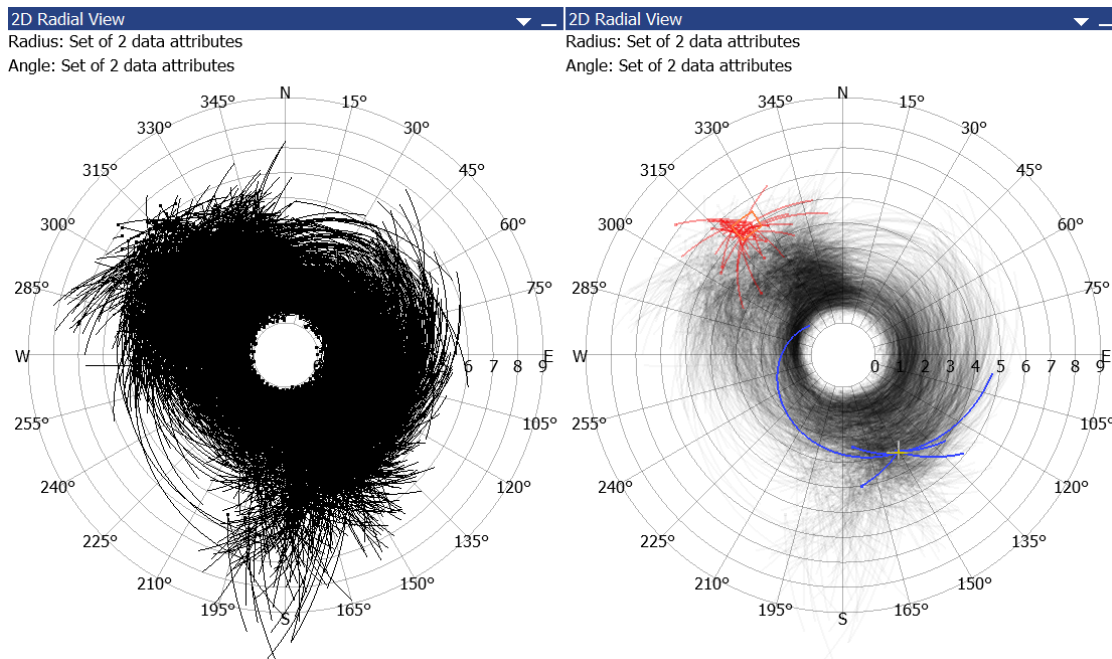 2D Radial View
Radius: Set of 2 data attributes
Angle: Set of 2 data attributes
N
345° 15°
330° 30°
315° 45°
300° 60°
285° 75°
W 6 7 8 9 E
255° 105°
240° 120°
225° 135°
210° 150°
195° 165°
S
2D Radial View
Radius: Set of 2 data attributes
Angle: Set of 2 data attributes
N
345° 15°
330° 30°
315° 45°
300° 60°
285° 75°
W 0 1 2 3 4 5 6 7 8 9 E
255° 105°
240° 120°
225° 135°
210° 150°
195° 165°
S